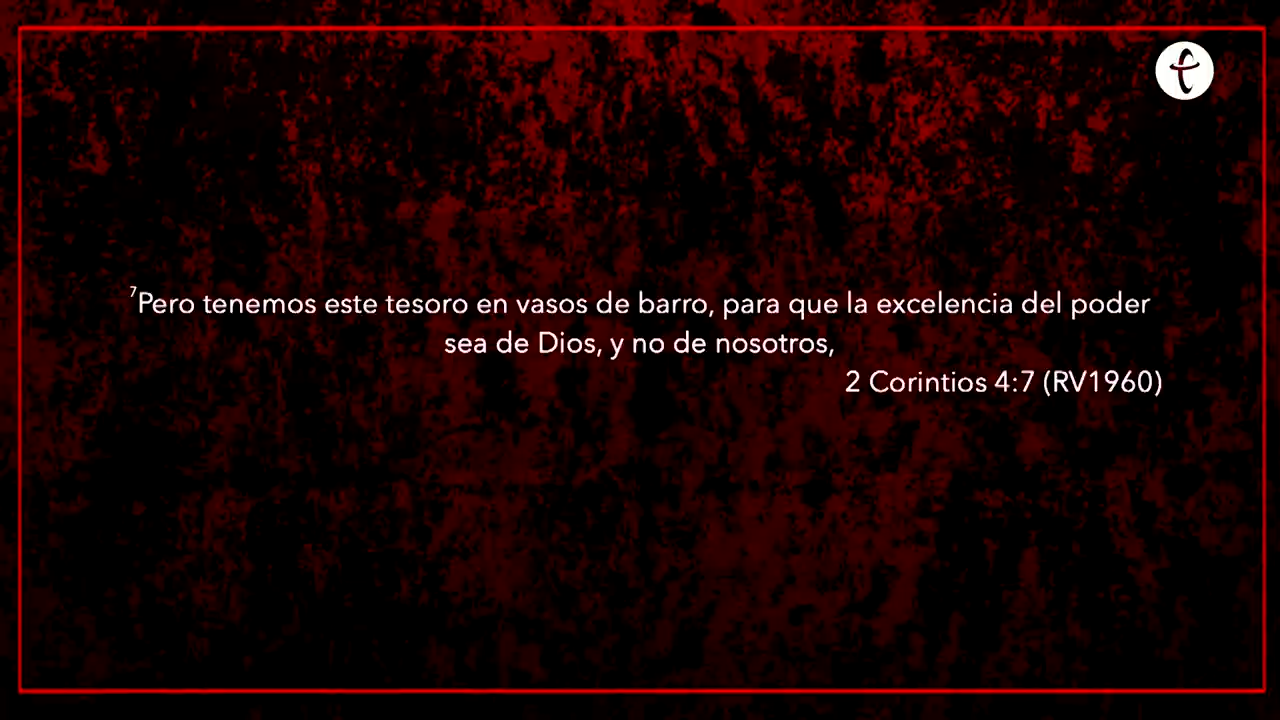 ⁷Pero tenemos este tesoro en vasos de barro, para que la excelencia del poder
sea de Dios, y no de nosotros,
2 Corintios 4:7 (RV1960)